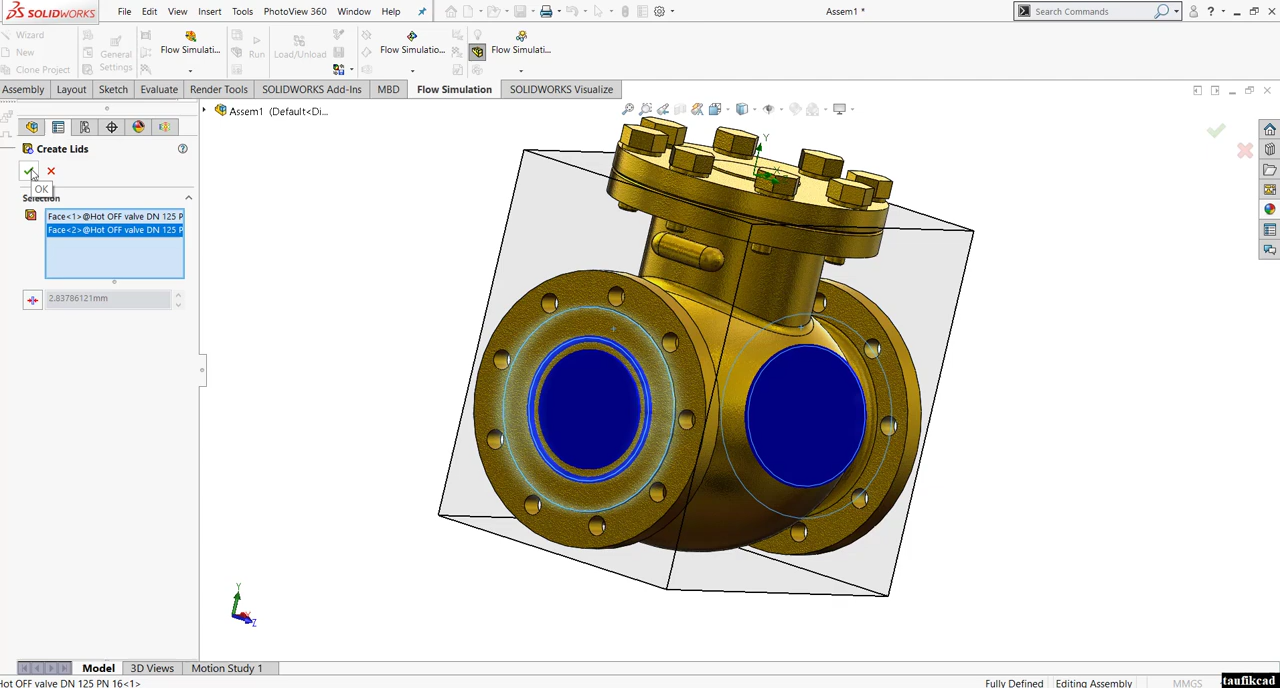 SOLIDWORKS File Edit View Insert Tools PhotoView 360 Window Help Assem1 * Search Commands
Wizard
New
Clone Project
General
Settings
Flow Simulati...
Run
Load/Unload
Flow Simulatio...
Flow Simulati...
Assembly Layout Sketch Evaluate Render Tools SOLIDWORKS Add-Ins MBD Flow Simulation SOLIDWORKS Visualize
Assem1 (Default<Di...
Create Lids
OK
Selection
Face<1>@Hot OFF valve DN 125 P
Face<2>@Hot OFF valve DN 125 P
2.83786121mm
Y
Y
Z
Model 3D Views Motion Study 1
Hot OFF valve DN 125 PN 16<1> Fully Defined Editing Assembly MMGS
taufikcad